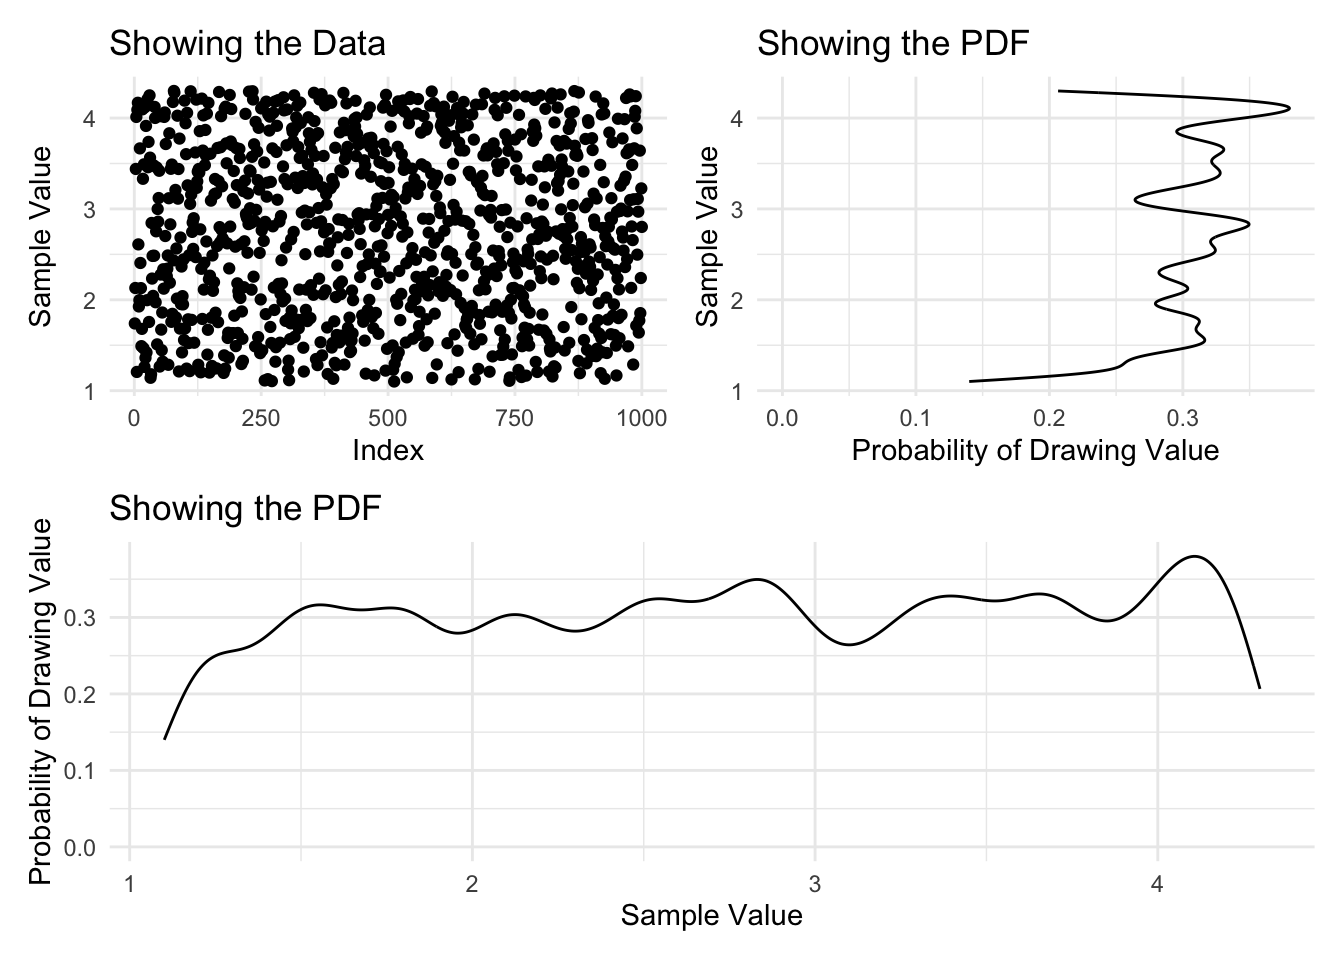 Showing the Data
Sample Value
4
3
2
1
0 250 500 750 1000
Index
Showing the PDF
Sample Value
4
3
2
1
0.0 0.1 0.2 0.3
Probability of Drawing Value
Showing the PDF
Probability of Drawing Value
0.3
0.2
0.1
0.0
1 2 3 4
Sample Value